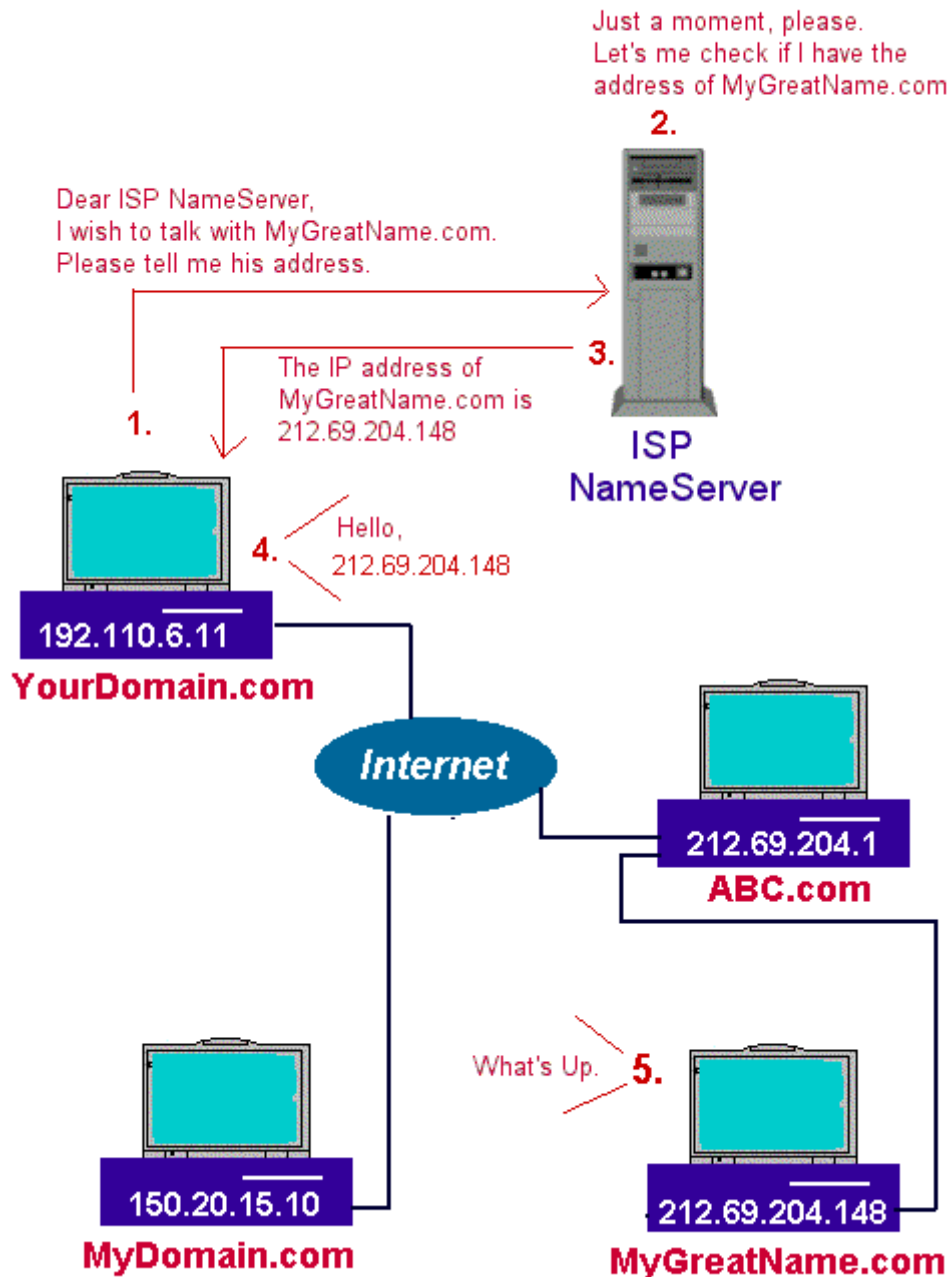 Just a moment, please.
Let's me check if I have the
address of MyGreatName.com
2.
Dear ISP NameServer,
I wish to talk with MyGreatName.com.
Please tell me his address.
3.
The IP address of
MyGreatName.com is
212.69.204.148
1.
ISP
NameServer
4.
Hello,
212.69.204.148
192.110.6.11
YourDomain.com
Internet
212.69.204.1
ABC.com
What's Up.
5.
150.20.15.10
MyDomain.com
212.69.204.148
MyGreatName.com